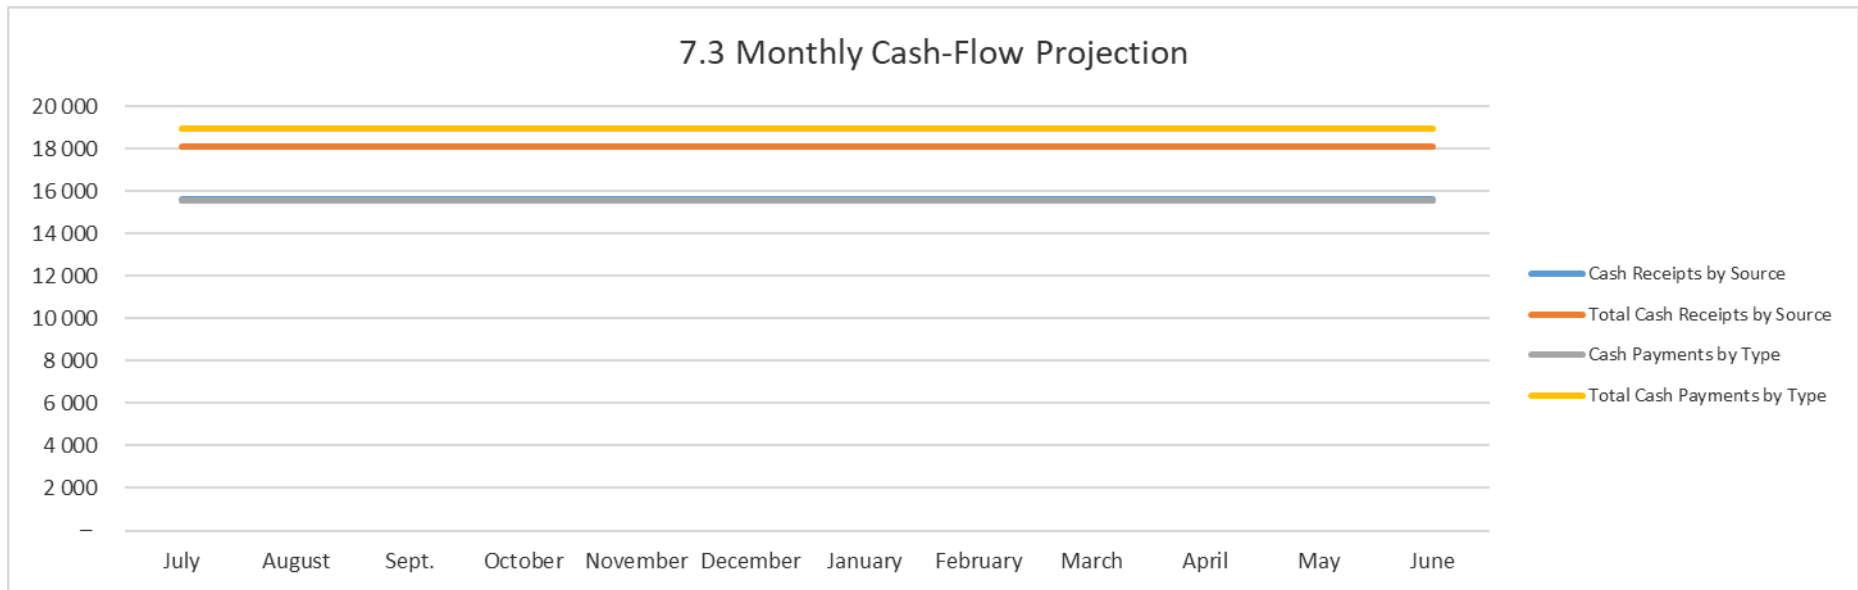 7.3 Monthly Cash-Flow Projection
20 000
18 000
16 000
14 000
12 000
10 000
8 000
6 000
4 000
2 000
–
July August Sept. October November December January February March April May June
Cash Receipts by Source
Total Cash Receipts by Source
Cash Payments by Type
Total Cash Payments by Type